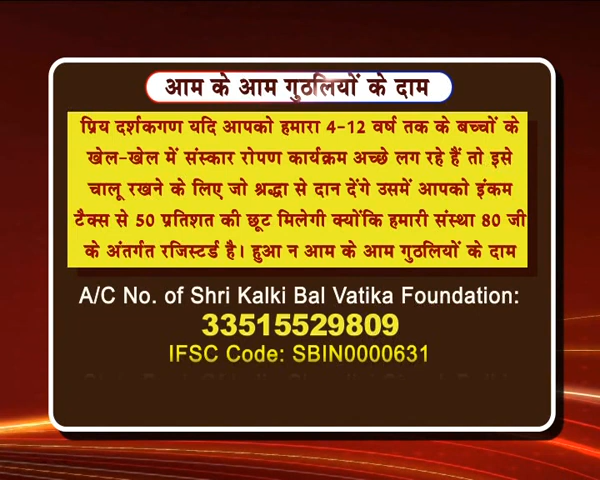 आम के आम गुठलियों के दाम
प्रिय दर्शकगण यदि आपको हमारा 4-12 वर्ष तक के बच्चों के
खेल-खेल में संस्कार रोपण कार्यक्रम अच्छे लग रहे हैं तो इसे
चालू रखने के लिए जो श्रद्धा से दान देंगे उसमें आपको इंकम
टैक्स से 50 प्रतिशत की छूट मिलेगी क्योंकि हमारी संस्था 80 जी
के अंतर्गत रजिस्टर्ड है। हुआ न आम के आम गुठलियों के दाम
A/C No. of Shri Kalki Bal Vatika Foundation:
33515529809
IFSC Code: SBIN0000631